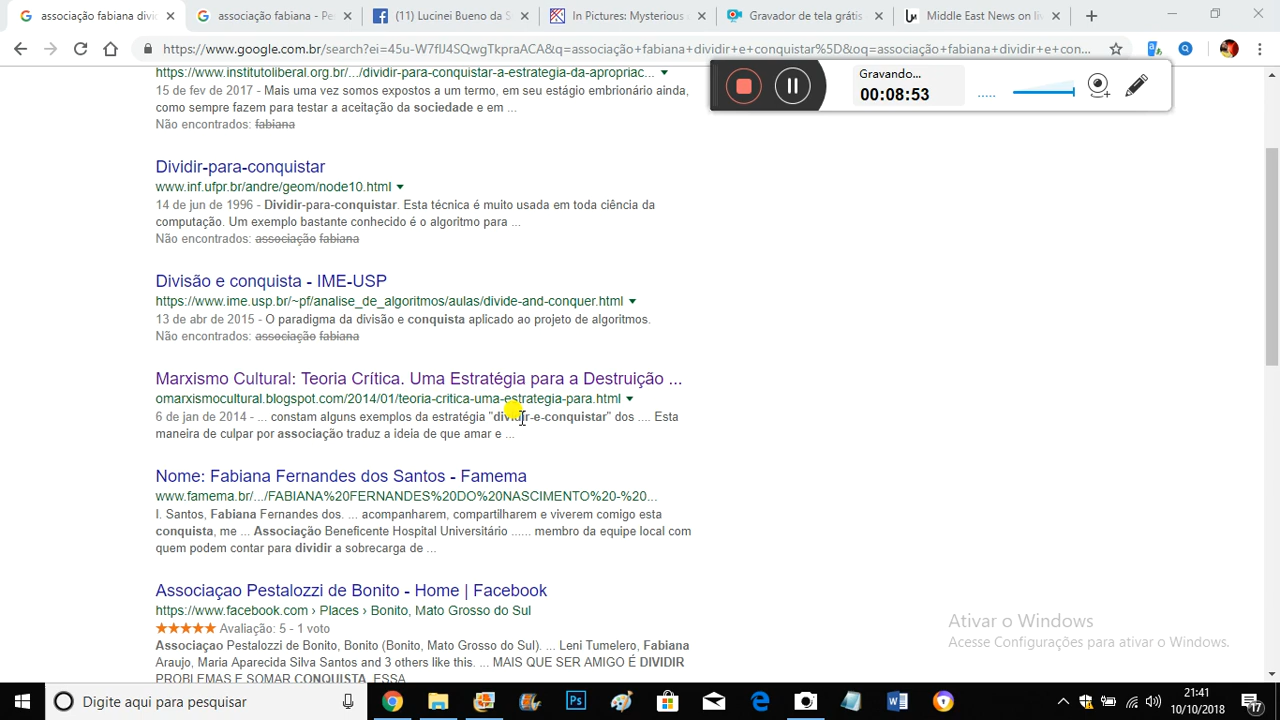 associação fabiana divid
associação fabiana - Pe
(11) Lucinei Bueno da S
In Pictures: Mysterious
Gravador de tela grátis
Middle East News on li
https://www.google.com.br/search?ei=45u-W7fIJ4SQwgTkpraACA&q=associação+fabiana+dividir+e+conquistar%5D&oq=associação+fabiana+dividir+e+con...
Gravando...
00:08:53
https://www.institutoliberal.org.br/.../dividir-para-conquistar-a-estrategia-da-apropriac...
15 de fev de 2017 - Mais uma vez somos expostos a um termo, em seu estágio embrionário ainda,
como sempre fazem para testar a aceitação da sociedade e em ...
Não encontrados: fabiana
Dividir-para-conquistar
www.inf.ufpr.br/andre/geom/node10.html
14 de jun de 1996 - Dividir-para-conquistar. Esta técnica é muito usada em toda ciência da
computação. Um exemplo bastante conhecido é o algoritmo para ...
Não encontrados: associação fabiana
Divisão e conquista - IME-USP
https://www.ime.usp.br/~pf/analise_de_algoritmos/aulas/divide-and-conquer.html
13 de abr de 2015 - O paradigma da divisão e conquista aplicado ao projeto de algoritmos.
Não encontrados: associação fabiana
Marxismo Cultural: Teoria Crítica. Uma Estratégia para a Destruição ...
omarxismocultural.blogspot.com/2014/01/teoria-critica-uma-estrategia-para.html
6 de jan de 2014 - ... constam alguns exemplos da estratégia "dividir-e-conquistar" dos .... Esta
maneira de culpar por associação traduz a ideia de que amar e ...
Nome: Fabiana Fernandes dos Santos - Famema
www.famema.br/.../FABIANA%20FERNANDES%20DO%20NASCIMENTO%20-%20...
I. Santos, Fabiana Fernandes dos. ... acompanharem, compartilharem e viverem comigo esta
conquista, me ... Associação Beneficente Hospital Universitário ...... membro da equipe local com
quem podem contar para dividir a sobrecarga de ...
Associaçao Pestalozzi de Bonito - Home | Facebook
https://www.facebook.com › Places › Bonito, Mato Grosso do Sul
Avaliação: 5 - 1 voto
Associaçao Pestalozzi de Bonito, Bonito (Bonito, Mato Grosso do Sul). ... Leni Tumelero, Fabiana
Araujo, Maria Aparecida Silva Santos and 3 others like this. ... MAIS QUE SER AMIGO É DIVIDIR
PROBLEMAS E SOMAR CONQUISTA, ESSA
Ativar o Windows
Acesse Configurações para ativar o Windows.
Digite aqui para pesquisar
Ps
21:41
10/10/2018
17